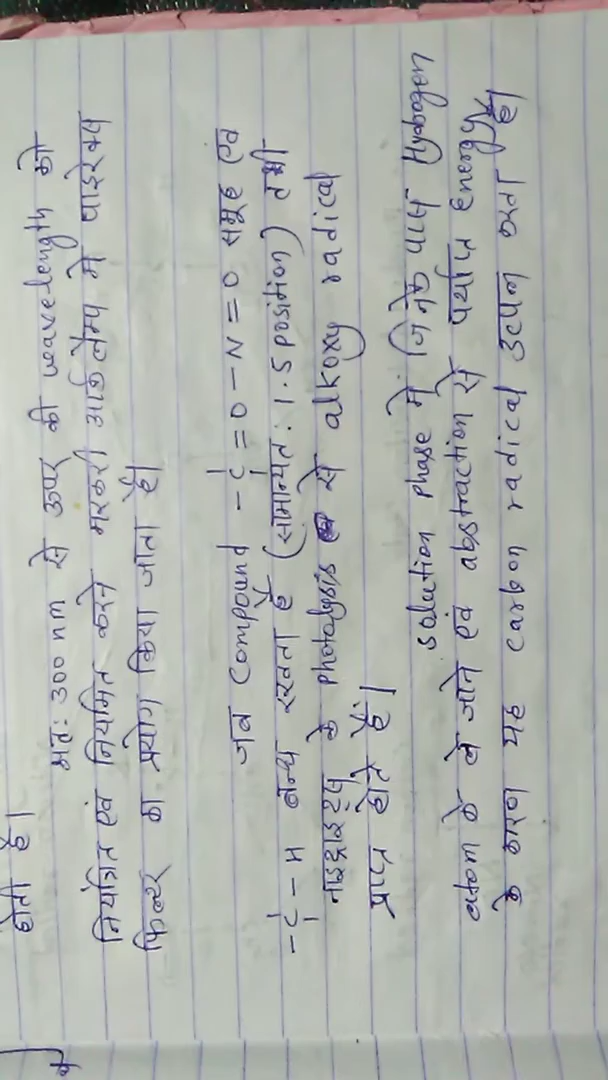 होती है।
अत: 300 nm से ऊपर की wavelength को
नियंत्रित एवं नियमित करने मरकरी आर्क लैम्प में पाइरेक्स
फिल्टर का प्रयोग किया जाता है।
जब Compound -C=O-N=O समूह एवं
-C-H बन्ध रखता है (सामान्यत: 1.5 position) तभी
नाइट्राइट्स के photolysis से alkoxy radical
प्राप्त होते हैं।
solution phase में निकट Hydrogen
atom के ले जाने एवं abstraction से पर्याप्त Energy
के कारण यह carbon radical उत्पन्न करता है।